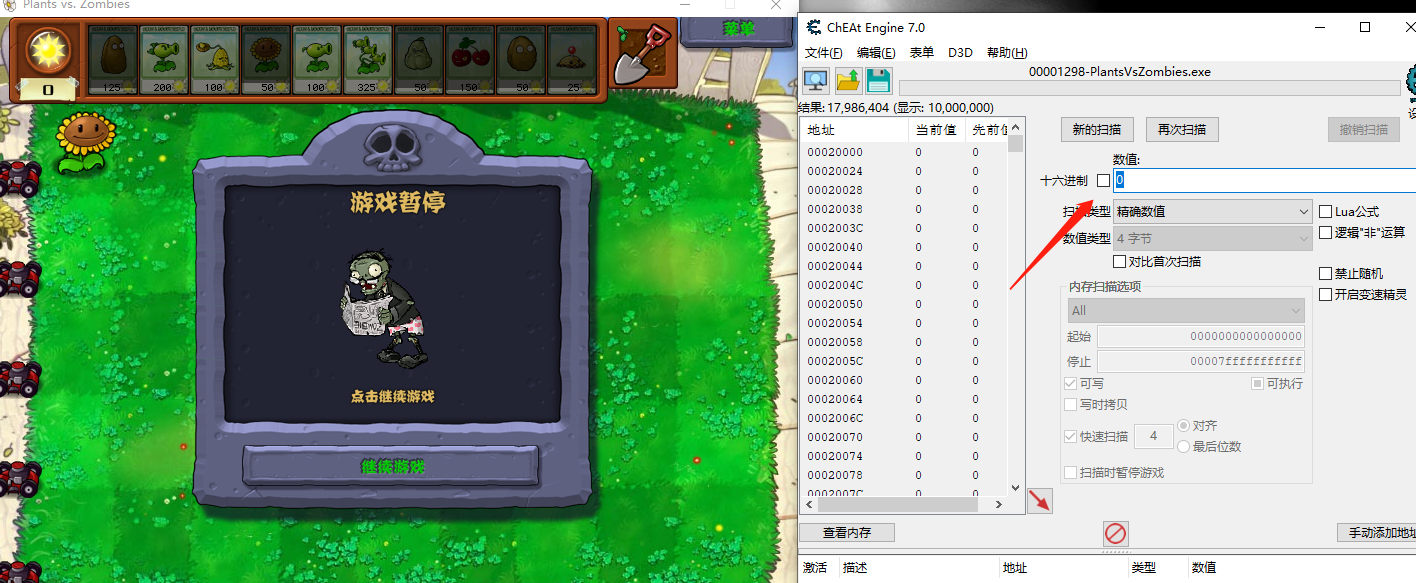 Plants vs. Zombies
菜单
0
125
200
100
50
100
325
50
150
50
25
游戏暂停
点击继续游戏
继续游戏
ChEAt Engine 7.0
文件(F) 编辑(E) 表单 D3D 帮助(H)
00001298-PlantsVsZombies.exe
结果: 17,986,404 (显示: 10,000,000)
地址 当前值 先前值
00020000 0 0
00020024 0 0
00020028 0 0
00020038 0 0
0002003C 0 0
00020040 0 0
00020044 0 0
0002004C 0 0
00020050 0 0
00020054 0 0
00020058 0 0
0002005C 0 0
00020060 0 0
00020064 0 0
0002006C 0 0
00020070 0 0
00020074 0 0
00020078 0 0
0002007C 0 0
新的扫描 再次扫描 撤销扫描
数值:
十六进制 0
扫描类型 精确数值 Lua公式
数值类型 4 字节 逻辑"非"运算
对比首次扫描
内存扫描选项 禁止随机
All 开启变速精灵
起始 0000000000000000
停止 00007fffffffffff
可写 可执行
写时拷贝
快速扫描 4 对齐
最后位数
扫描时暂停游戏
查看内存 手动添加地址
激活 描述 地址 类型 数值